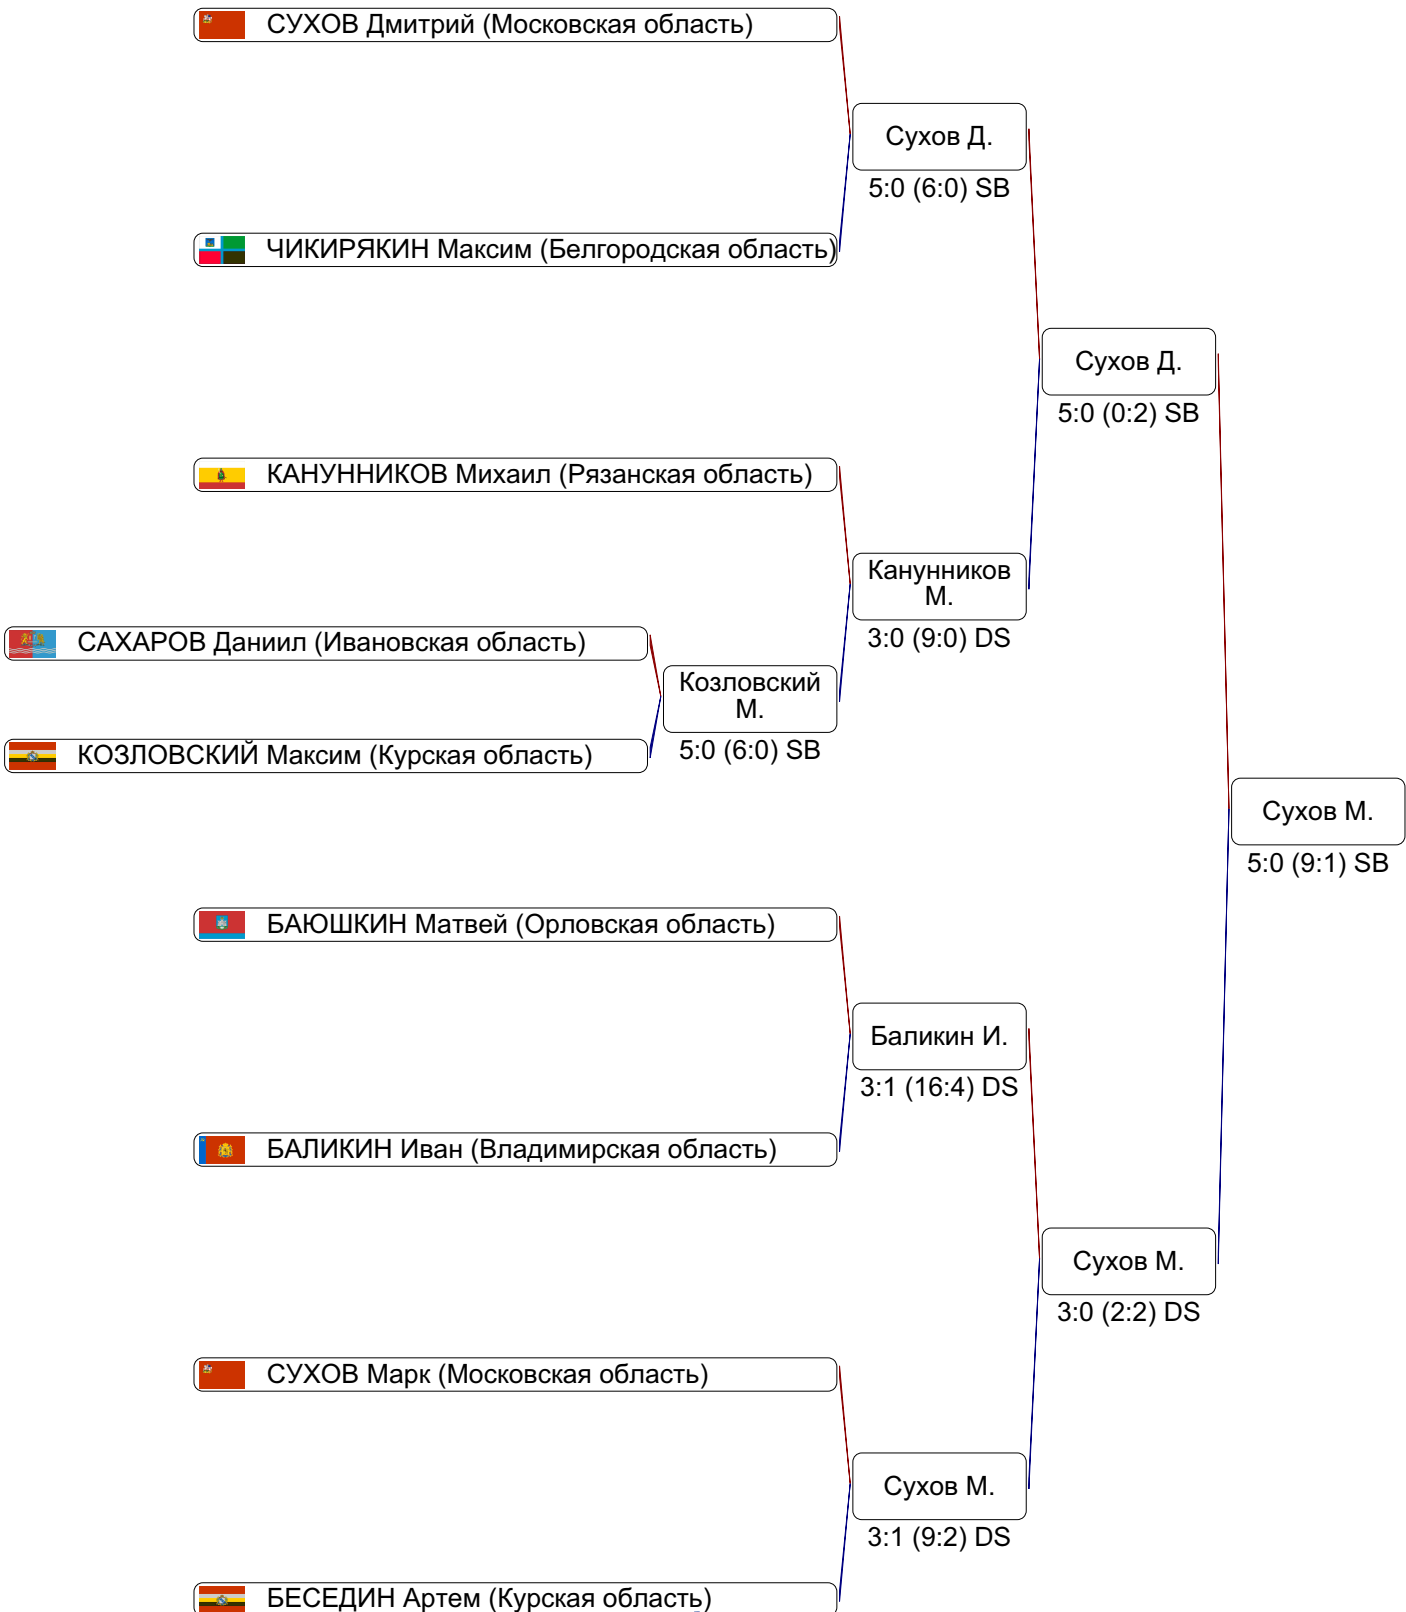 СУХОВ Дмитрий (Московская область)
Сухов Д.
5:0 (6:0) SB
ЧИКИРЯКИН Максим (Белгородская область)
Сухов Д.
5:0 (0:2) SB
КАНУННИКОВ Михаил (Рязанская область)
Канунников
М.
3:0 (9:0) DS
САХАРОВ Даниил (Ивановская область)
Козловский
М.
5:0 (6:0) SB
КОЗЛОВСКИЙ Максим (Курская область)
Сухов М.
5:0 (9:1) SB
БАЮШКИН Матвей (Орловская область)
Баликин И.
3:1 (16:4) DS
БАЛИКИН Иван (Владимирская область)
Сухов М.
3:0 (2:2) DS
СУХОВ Марк (Московская область)
Сухов М.
3:1 (9:2) DS
БЕСЕДИН Артем (Курская область)